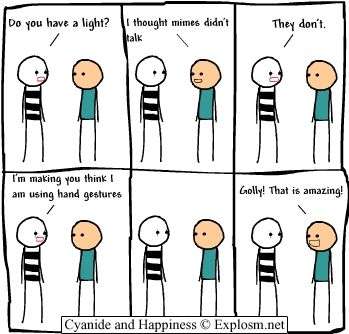 Do you have a light?
I thought mimes didn't
talk
They don't.
I'm making you think I
am using hand gestures
Golly! That is amazing!
Cyanide and Happiness © Explosm.net